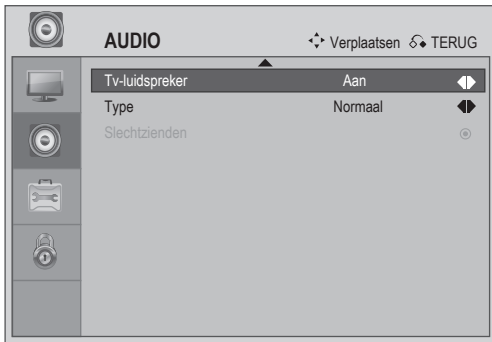 AUDIO Verplaatsen TERUG
Tv-luidspreker Aan
Type Normaal
Slechtzienden